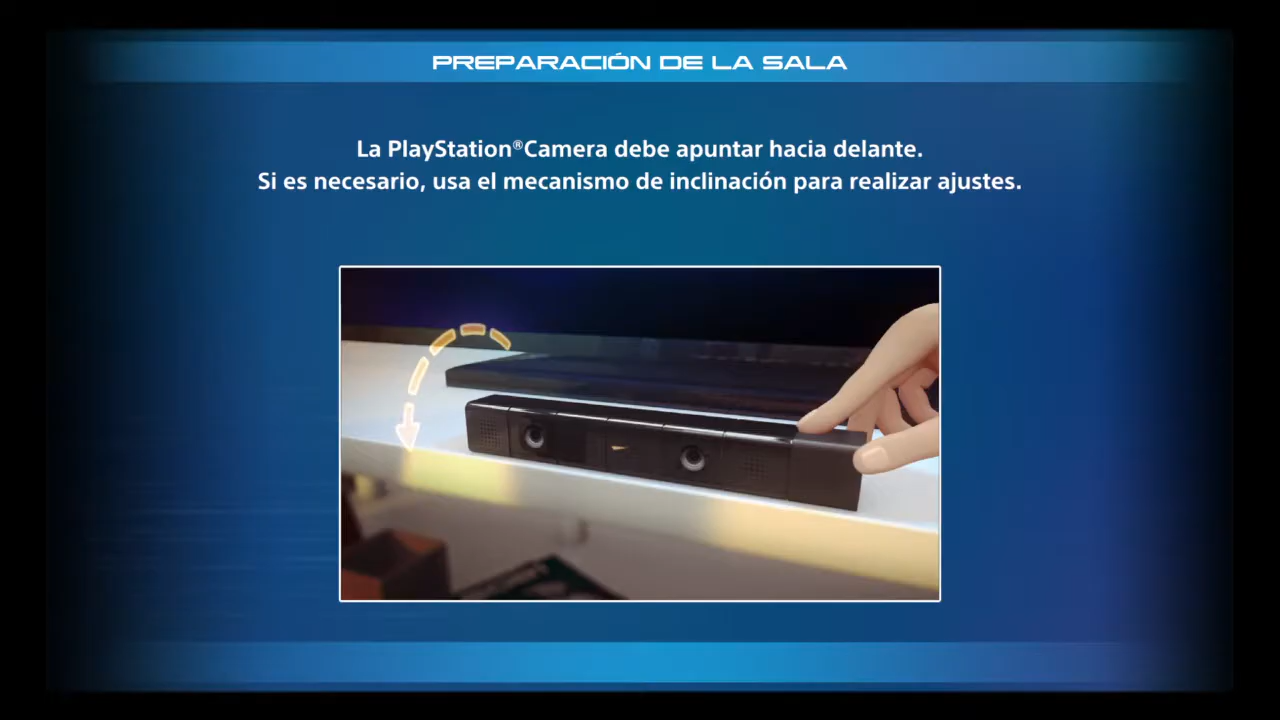 PREPARACIÓN DE LA SALA
La PlayStation®Camera debe apuntar hacia delante.
Si es necesario, usa el mecanismo de inclinación para realizar ajustes.